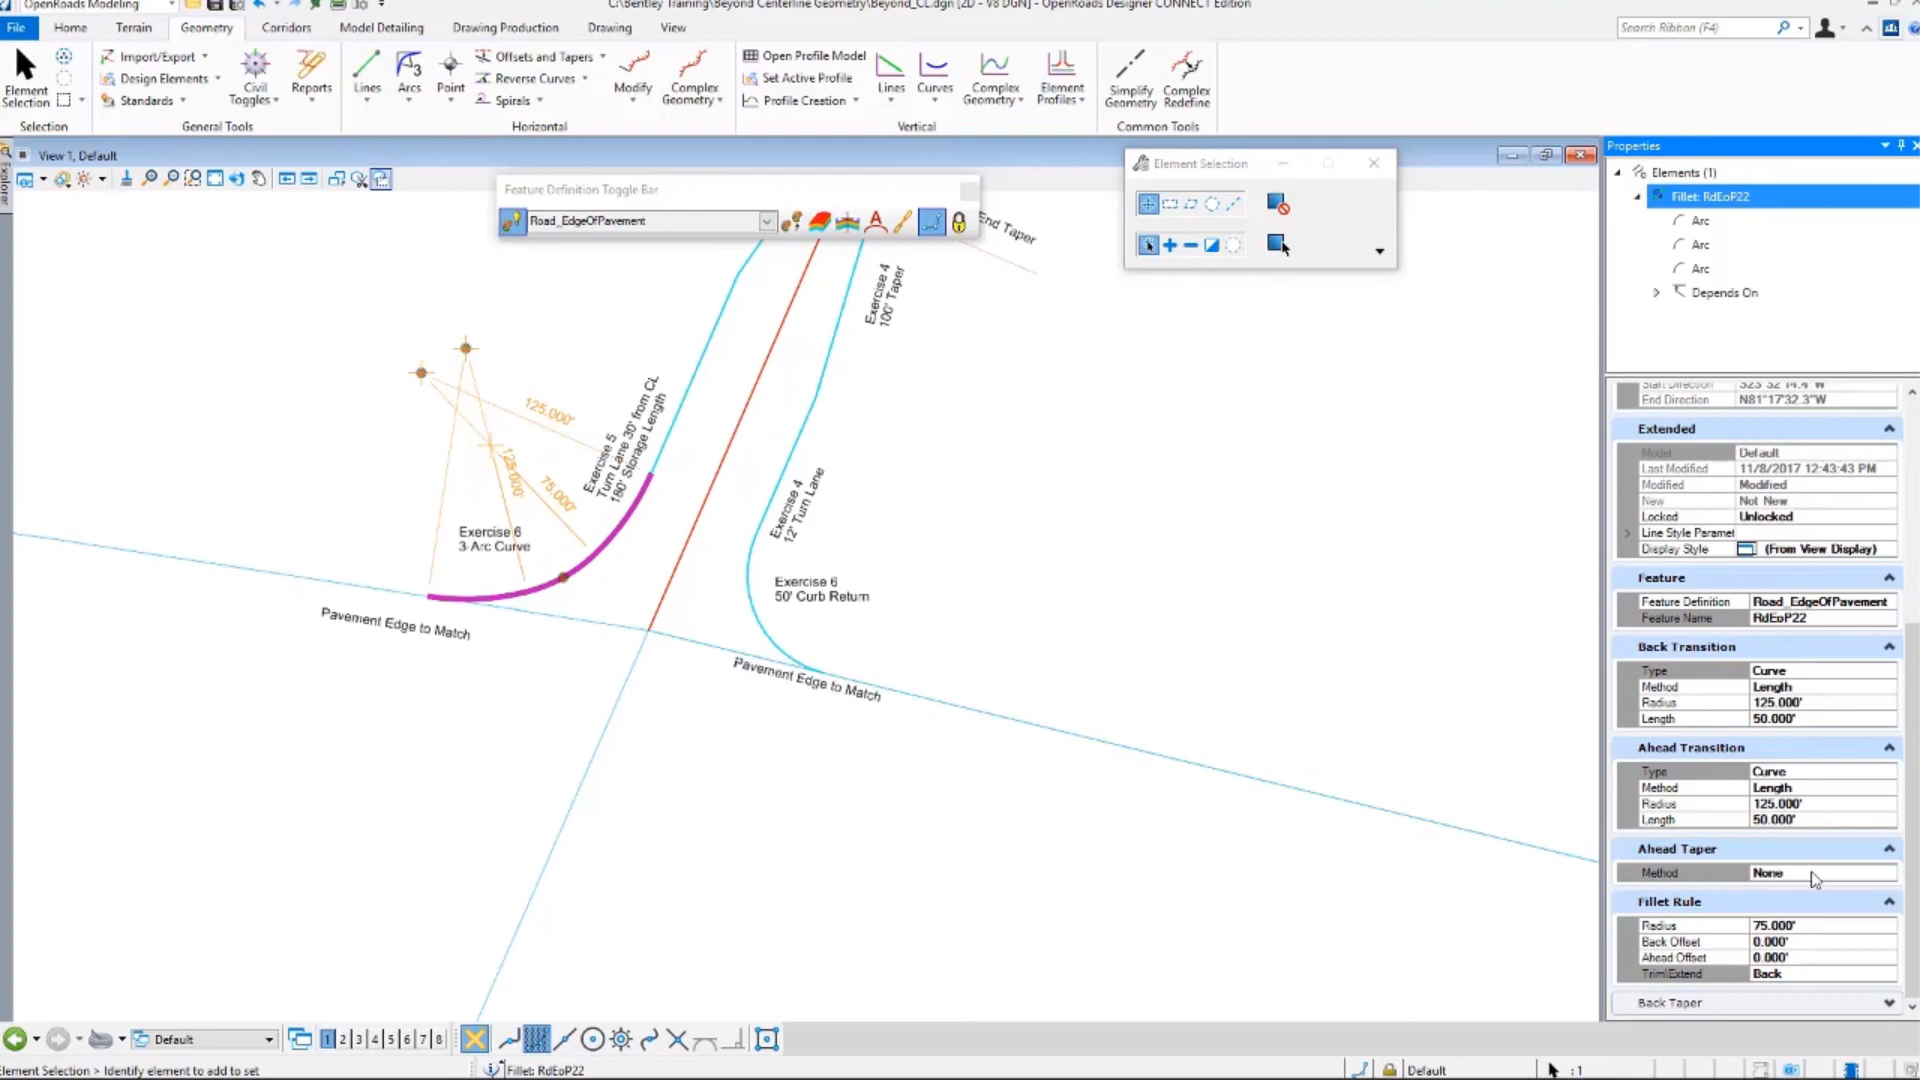 OpenRoads Modeling
C:\Bentley Training\Beyond Centerline Geometry\Beyond_CL.dgn [2D - V8 DGN] - OpenRoads Designer CONNECT Edition
File Home Terrain Geometry Corridors Model Detailing Drawing Production Drawing View
Search Ribbon (F4)
Import/Export
Design Elements
Standards
Element Selection
Civil Toggles
Reports
Lines
Arcs
Point
Offsets and Tapers
Reverse Curves
Spirals
Modify
Complex Geometry
Open Profile Model
Set Active Profile
Profile Creation
Lines
Curves
Complex Geometry
Element Profiles
Simplify Geometry
Complex Redefine
Selection
General Tools
Horizontal
Vertical
Common Tools
Explorer
View 1, Default
Feature Definition Toggle Bar
Road_EdgeOfPavement
Element Selection
End Taper
Exercise 4
100' Taper
125.000'
125.000'
75.000'
Exercise 5
Turn Lane 30' from CL
180' Storage Length
Exercise 4
12' Turn Lane
Exercise 6
3-Arc Curve
Exercise 6
50' Curb Return
Pavement Edge to Match
Pavement Edge to Match
Properties
Elements (1)
Fillet: RdEoP22
Arc
Arc
Arc
Depends On
Start Direction S23°32'14.4"W
End Direction N81°17'32.3"W
Extended
Model Default
Last Modified 11/8/2017 12:43:43 PM
Modified Modified
New Not New
Locked Unlocked
Line Style Paramet
Display Style (From View Display)
Feature
Feature Definition Road_EdgeOfPavement
Feature Name RdEoP22
Back Transition
Type Curve
Method Length
Radius 125.000'
Length 50.000'
Ahead Transition
Type Curve
Method Length
Radius 125.000'
Length 50.000'
Ahead Taper
Method None
Fillet Rule
Radius 75.000'
Back Offset 0.000'
Ahead Offset 0.000'
Trim\Extend Back
Back Taper
Default
1 2 3 4 5 6 7 8
Element Selection > Identify element to add to set
Fillet: RdEoP22
Default
: 1